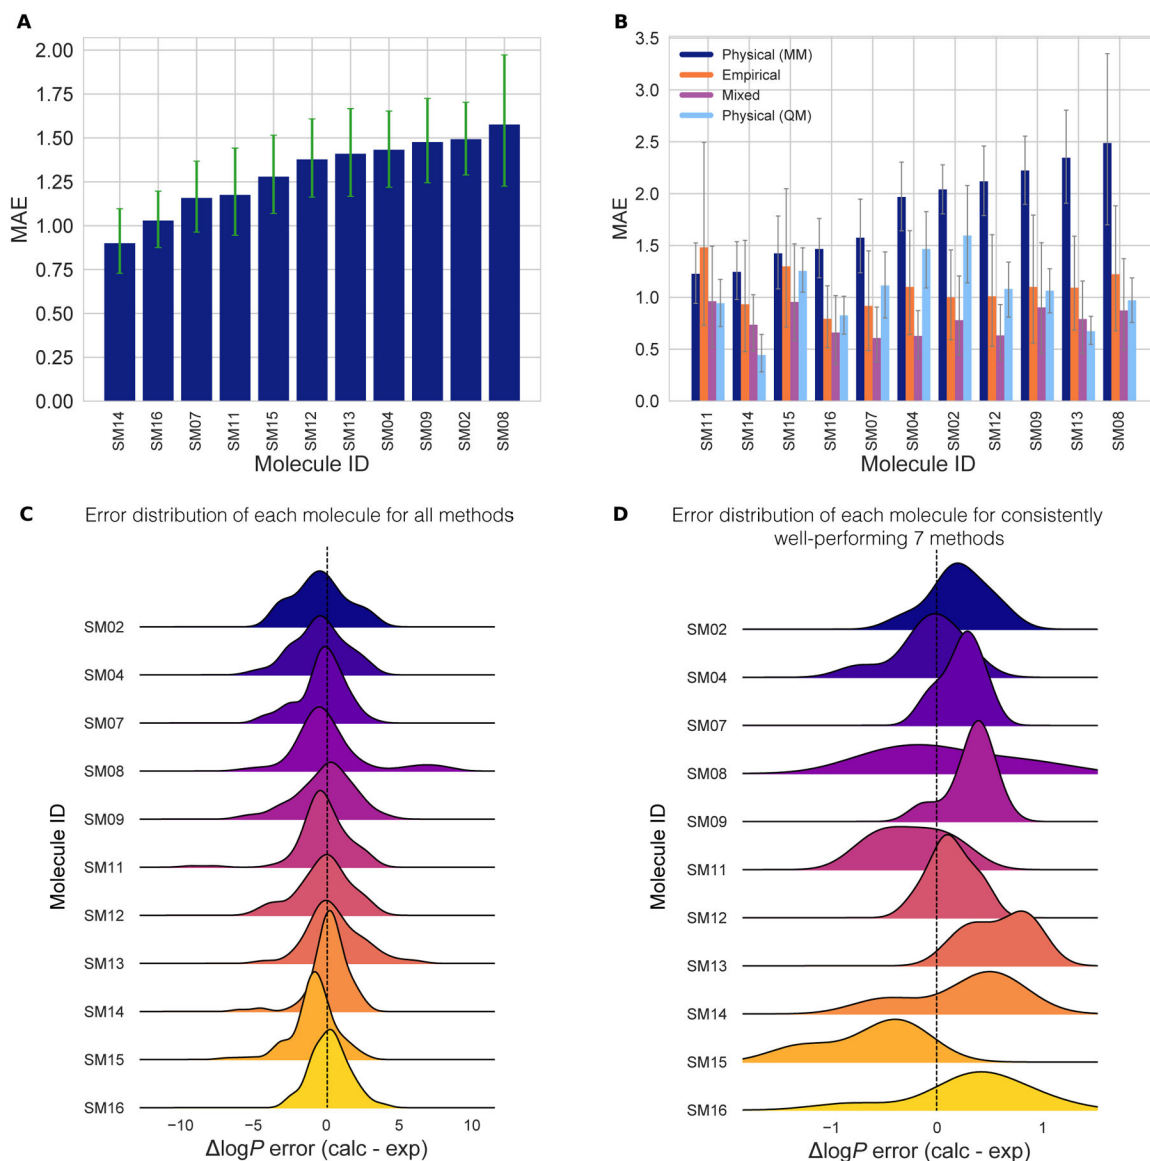 A
2.00
1.75
1.50
1.25
1.00
0.75
0.50
0.25
0.00
MAE
SM14
SM16
SM07
SM11
SM15
SM12
SM13
SM04
SM09
SM02
SM08
Molecule ID
B
3.5
3.0
2.5
2.0
1.5
1.0
0.5
0.0
MAE
Physical (MM)
Empirical
Mixed
Physical (QM)
SM11
SM14
SM15
SM16
SM07
SM04
SM02
SM12
SM09
SM13
SM08
Molecule ID
C
Error distribution of each molecule for all methods
SM02
SM04
SM07
SM08
SM09
SM11
SM12
SM13
SM14
SM15
SM16
Molecule ID
−10 −5 0 5 10
ΔlogP error (calc - exp)
D
Error distribution of each molecule for consistently
well-performing 7 methods
SM02
SM04
SM07
SM08
SM09
SM11
SM12
SM13
SM14
SM15
SM16
Molecule ID
−1 0 1
ΔlogP error (calc - exp)